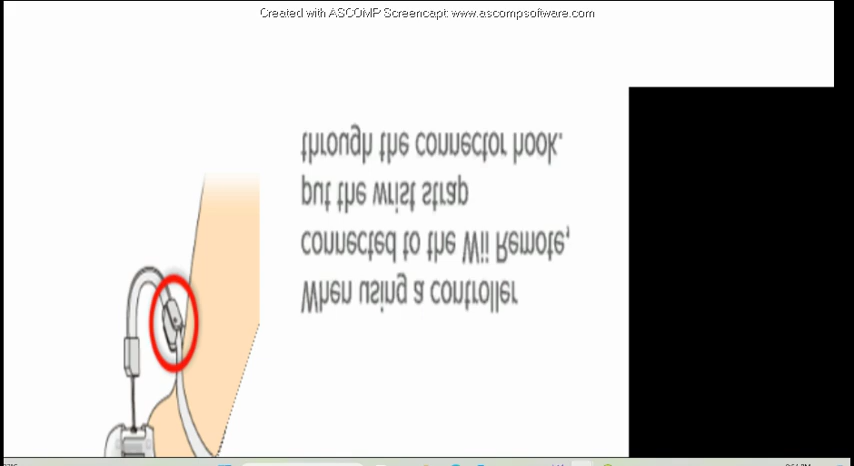 Created with ASCOMP Screencapt: www.ascompsoftware.com
When using a controller
connected to the Wii Remote,
put the wrist strap
through the connector hook.